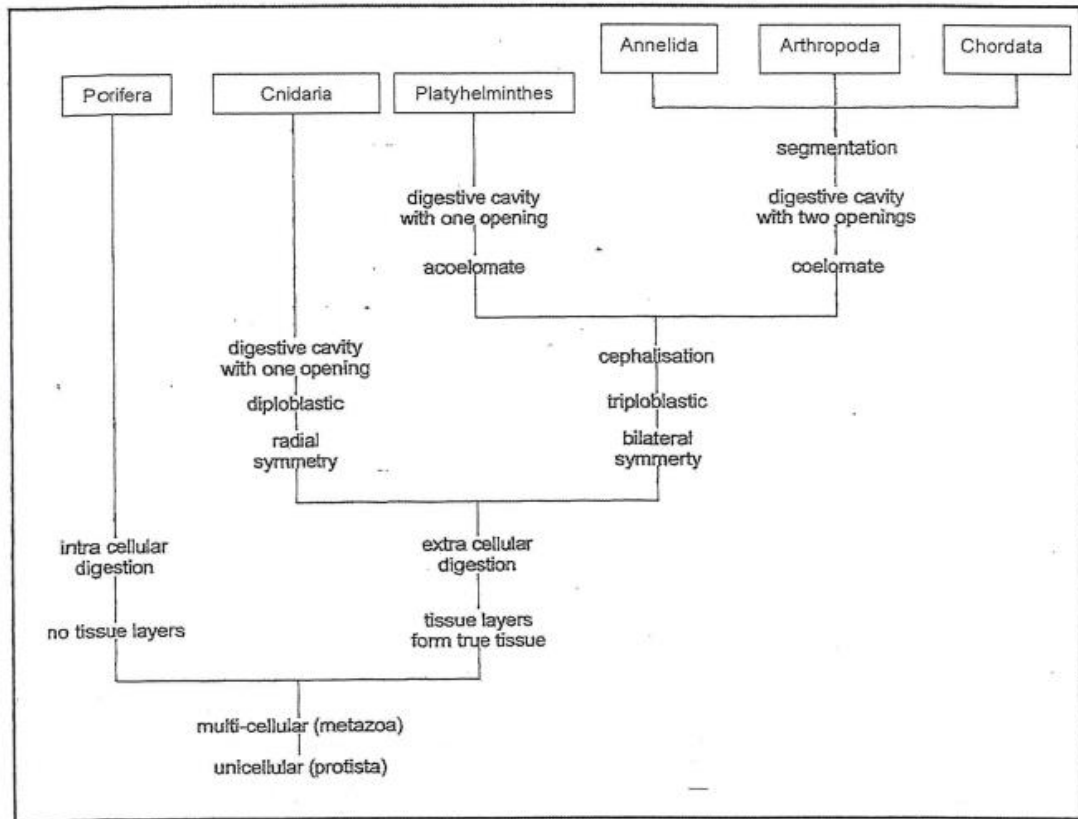 Annelida
Arthropoda
Chordata
Porifera
Cnidaria
Platyhelminthes
segmentation
digestive cavity
with one opening
digestive cavity
with two openings
acoelomate
coelomate
digestive cavity
with one opening
cephalisation
diploblastic
triploblastic
radial
symmetry
bilateral
symmerty
intra cellular
digestion
extra cellular
digestion
no tissue layers
tissue layers
form true tissue
multi-cellular (metazoa)
unicellular (protista)